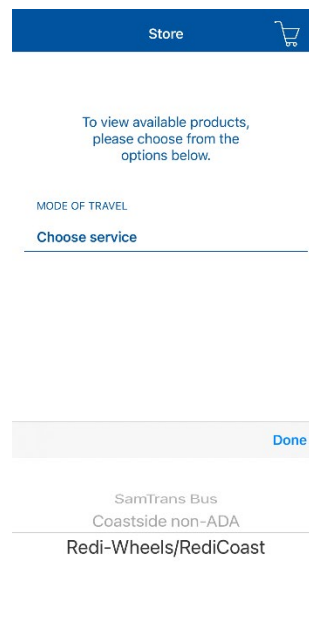 Store
To view available products,
please choose from the
options below.
MODE OF TRAVEL
Choose service
Done
SamTrans Bus
Coastside non-ADA
Redi-Wheels/RediCoast